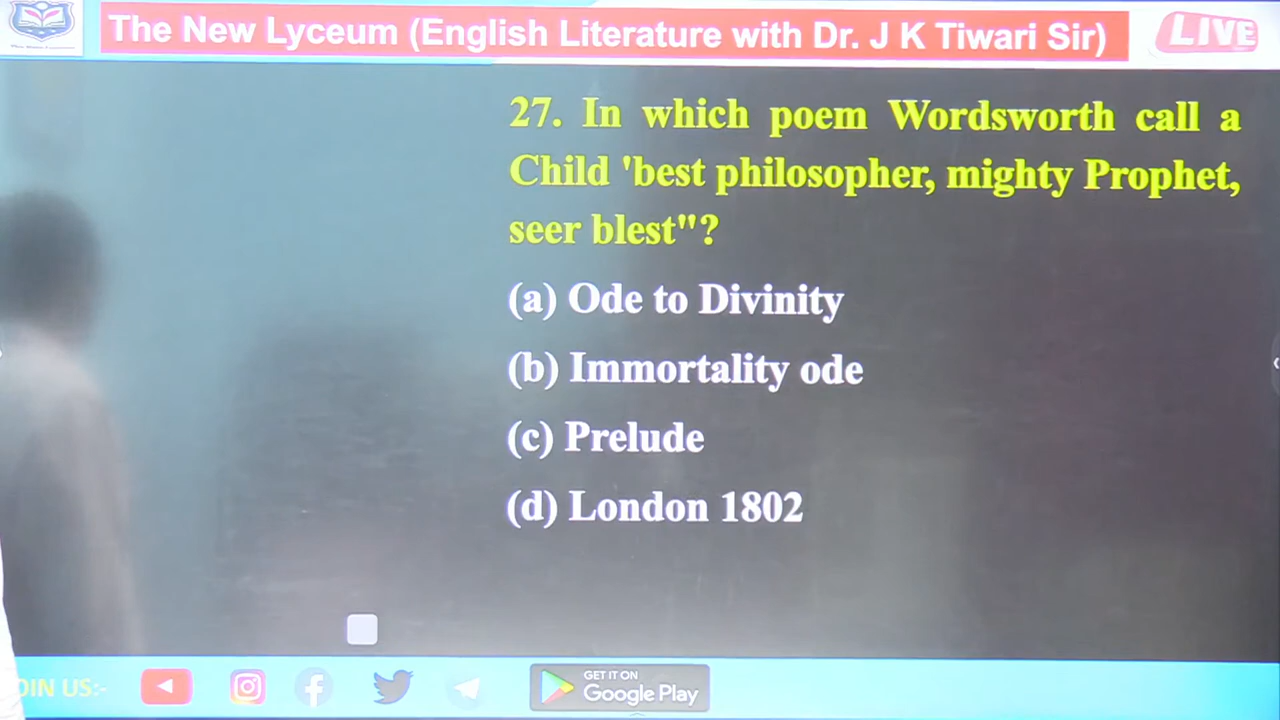 The New Lyceum (English Literature with Dr. J K Tiwari Sir)
LIVE
27. In which poem Wordsworth call a
Child 'best philosopher, mighty Prophet,
seer blest"?
(a) Ode to Divinity
(b) Immortality ode
(c) Prelude
(d) London 1802
OIN US:-
GET IT ON
Google Play